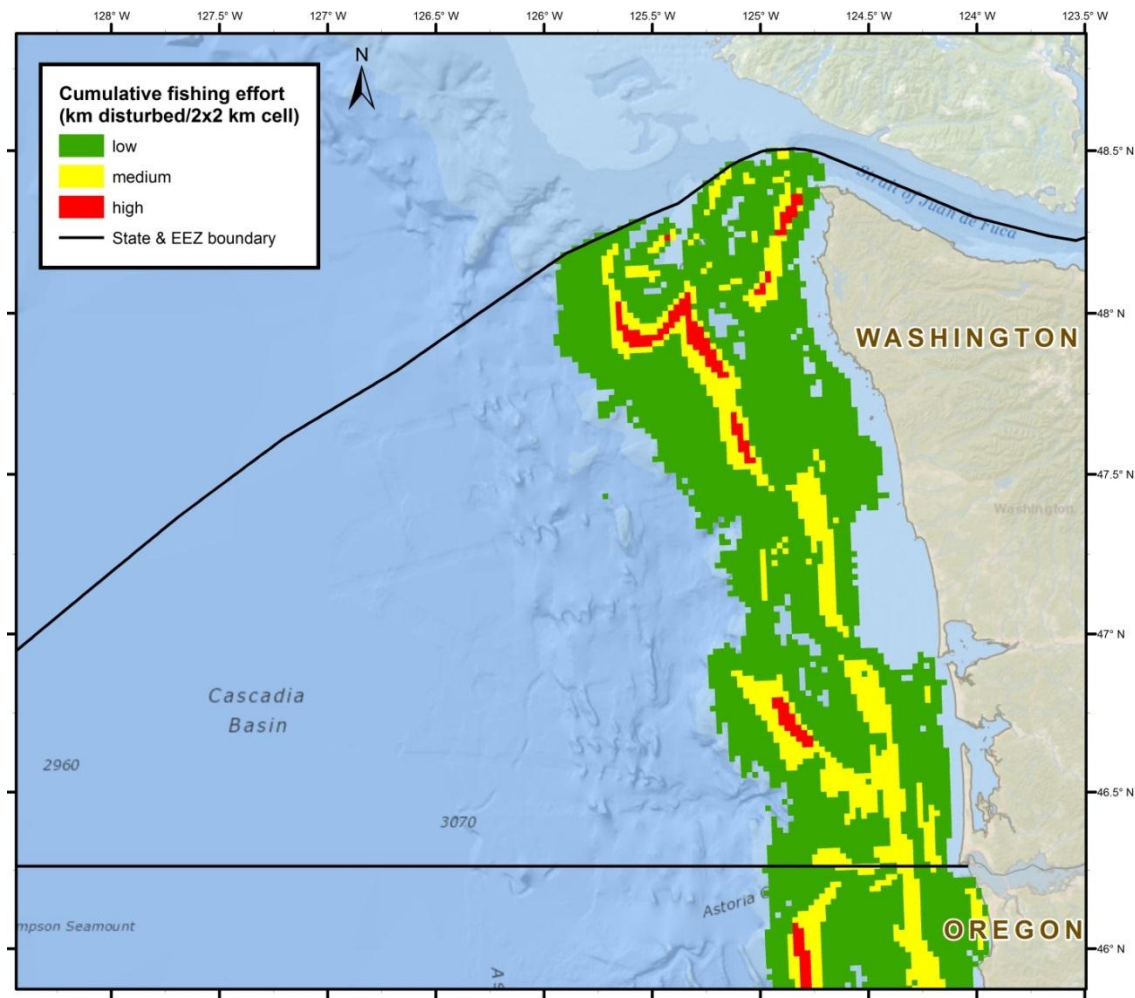 128° W 127.5° W 127° W 126.5° W 126° W 125.5° W 125° W 124.5° W 124° W 123.5° W
N
Cumulative fishing effort
(km disturbed/2x2 km cell)
low
medium
high
State & EEZ boundary
48.5° N
Strait of Juan de Fuca
48° N
WASHINGTON
47.5° N
Washington
47° N
Cascadia
Basin
2960
46.5° N
3070
Astoria C
mpson Seamount
OREGON
46° N
As